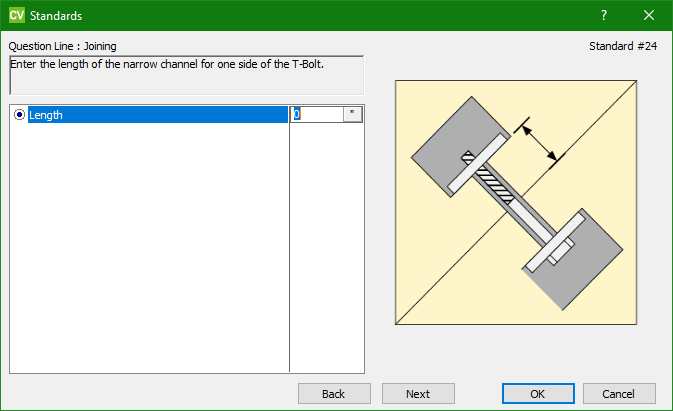 CV Standards ?
Question Line : Joining
Standard #24
Enter the length of the narrow channel for one side of the T-Bolt.
Length 0 "
Back Next OK Cancel